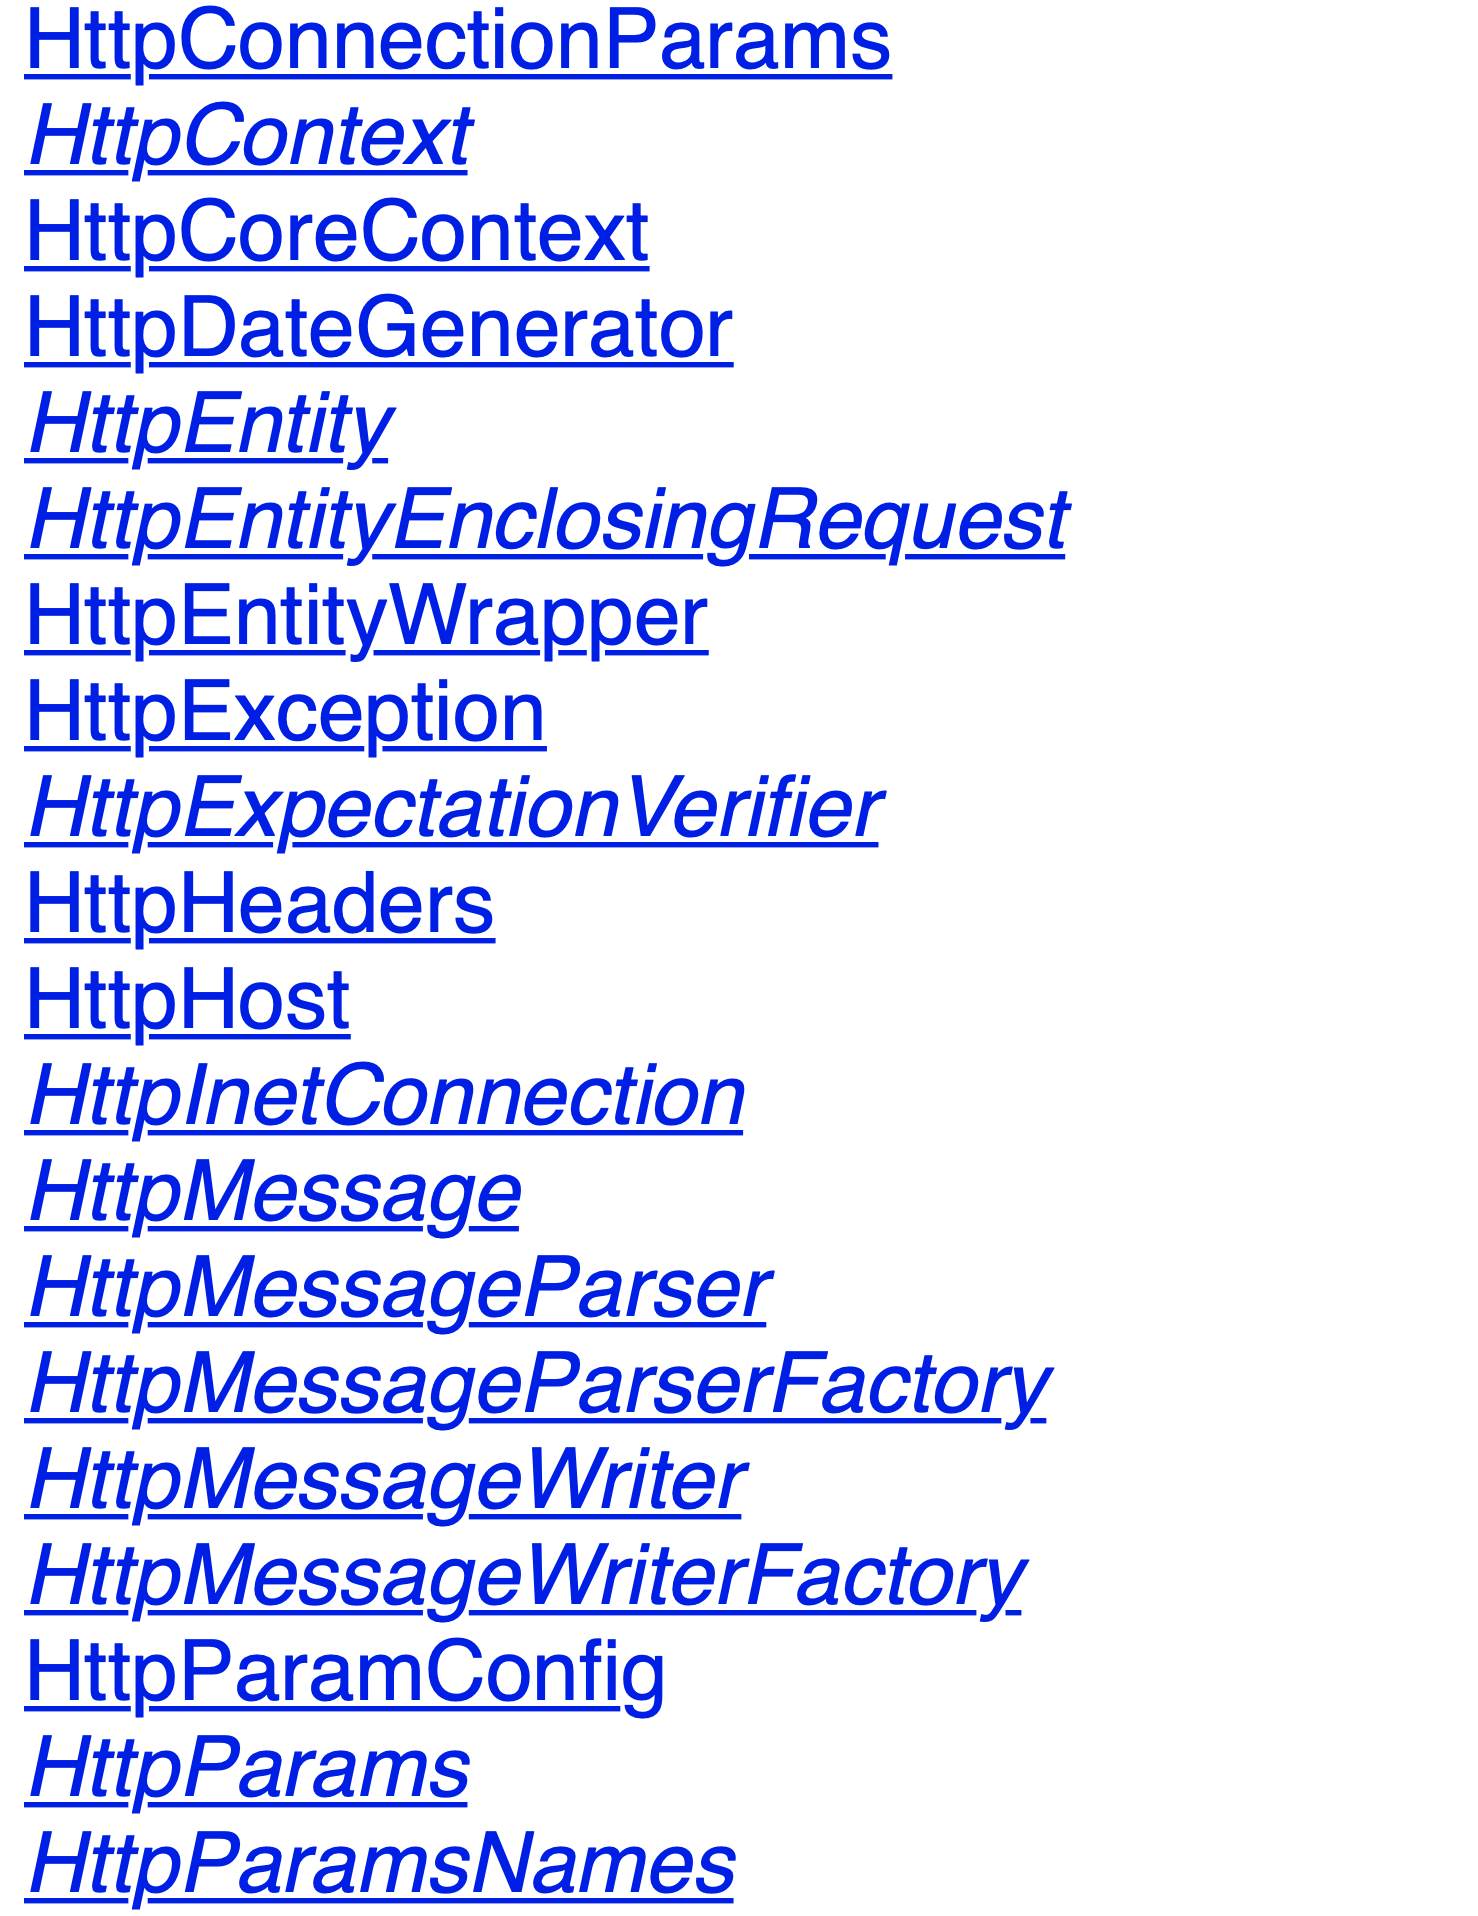 HttpConnectionParams
HttpContext
HttpCoreContext
HttpDateGenerator
HttpEntity
HttpEntityEnclosingRequest
HttpEntityWrapper
HttpException
HttpExpectationVerifier
HttpHeaders
HttpHost
HttpInetConnection
HttpMessage
HttpMessageParser
HttpMessageParserFactory
HttpMessageWriter
HttpMessageWriterFactory
HttpParamConfig
HttpParams
HttpParamsNames